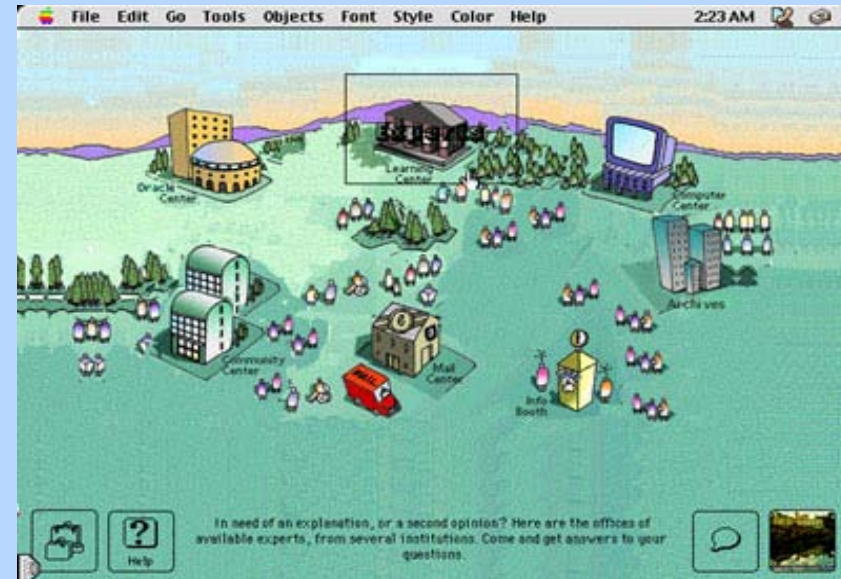 File Edit Go Tools Objects Font Style Color Help 2:23 AM
Oracle
Center
Learning
Center
Computer
Center
Archives
Community
Center
Mail
Center
MAIL
Info
Booth
Help
In need of an explanation, or a second opinion? Here are the offices of
available experts, from several institutions. Come and get answers to your
questions.